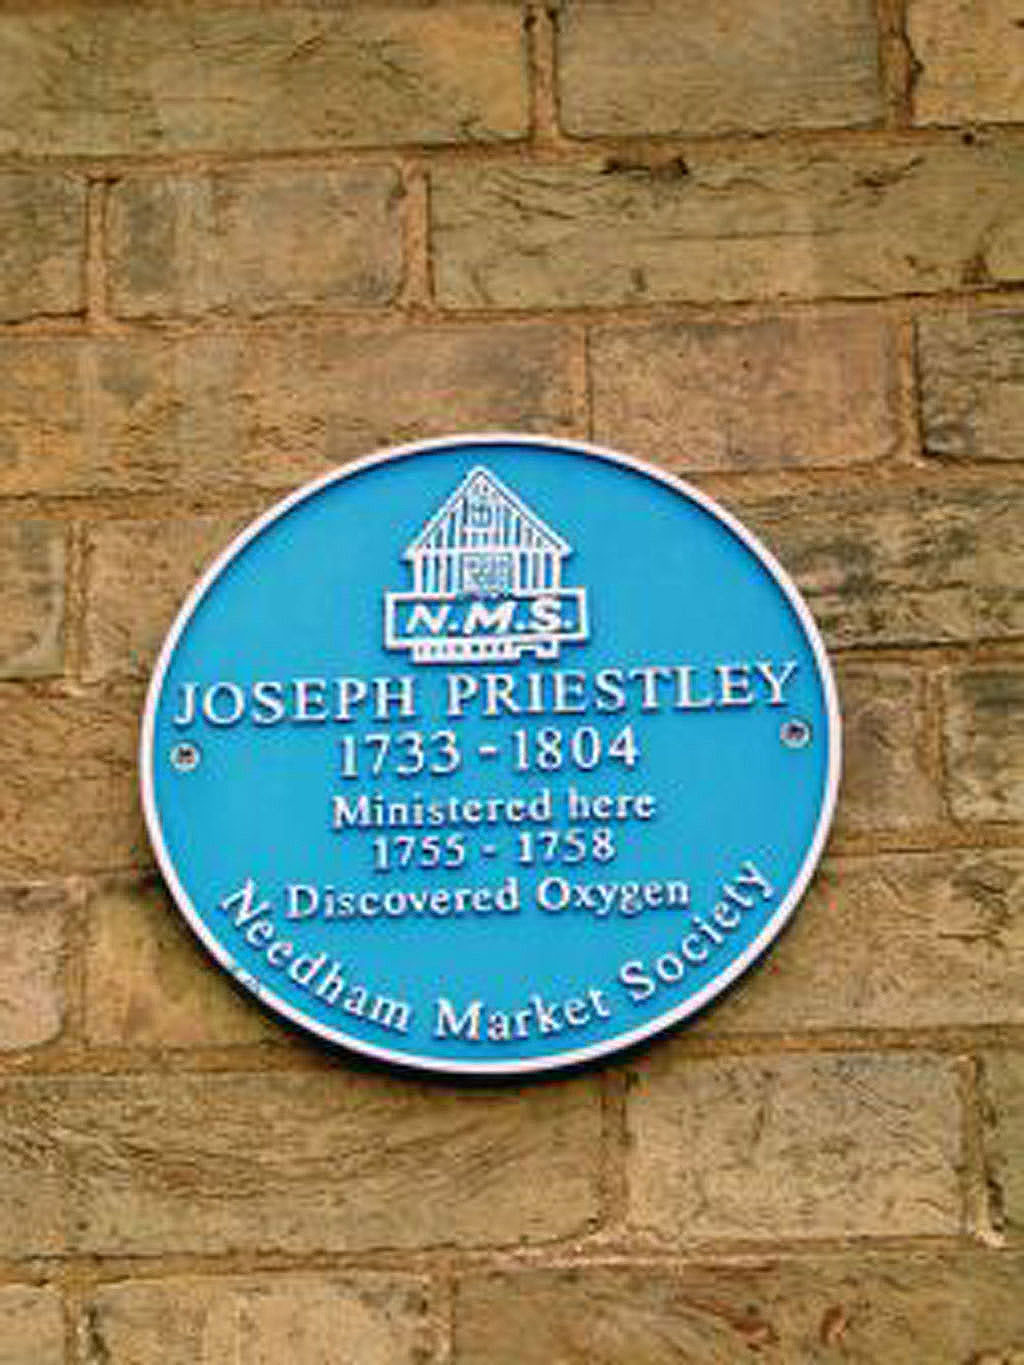 N.M.S.
JOSEPH PRIESTLEY
1733 - 1804
Ministered here
1755 - 1758
Discovered Oxygen
Needham Market Society